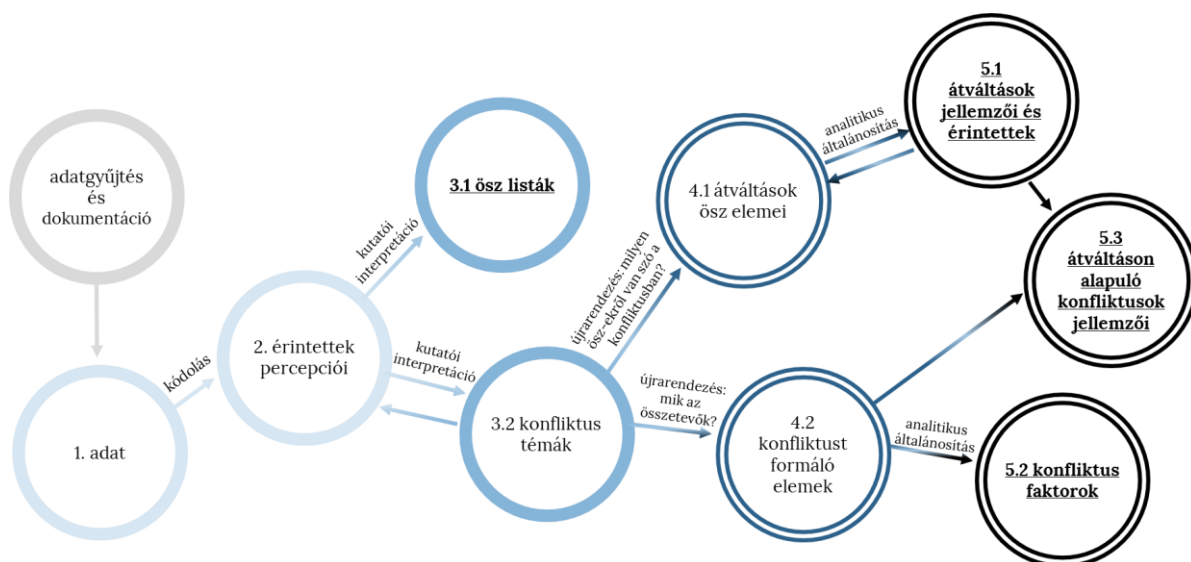 adatgyűjtés
és
dokumentáció
1. adat
kódolás
2. érintettek
percepciói
kutatói
interpretáció
3.1 ösz listák
kutatói
interpretáció
3.2 konfliktus
témák
újrarendezés: milyen
ösz-ekről van szó a
konfliktusban?
4.1 átváltások
ösz elemei
újrarendezés:
mik az
összetevők?
4.2
konfliktust
formáló
elemek
analitikus
általánosítás
5.1
átváltások
jellemzői és
érintettek
5.3
átváltáson
alapuló
konfliktusok
jellemzői
analitikus
általánosítás
5.2 konfliktus
faktorok